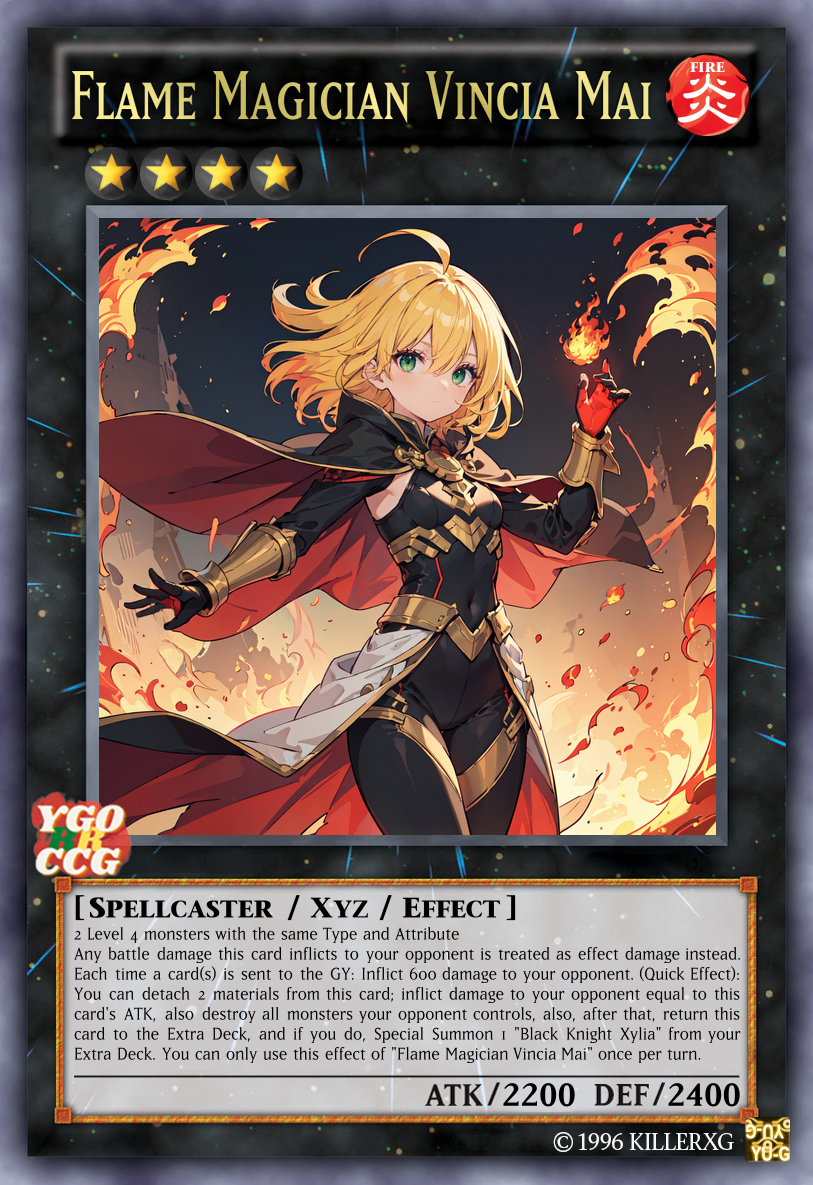 FLAME MAGICIAN VINCIA MAI
FIRE
炎
YGO
RR
CCG
[ SPELLCASTER / XYZ / EFFECT ]
2 Level 4 monsters with the same Type and Attribute
Any battle damage this card inflicts to your opponent is treated as effect damage instead.
Each time a card(s) is sent to the GY: Inflict 600 damage to your opponent. (Quick Effect):
You can detach 2 materials from this card; inflict damage to your opponent equal to this
card's ATK, also destroy all monsters your opponent controls, also, after that, return this
card to the Extra Deck, and if you do, Special Summon 1 "Black Knight Xylia" from your
Extra Deck. You can only use this effect of "Flame Magician Vincia Mai" once per turn.
ATK/2200 DEF/2400
© 1996 KILLERXG